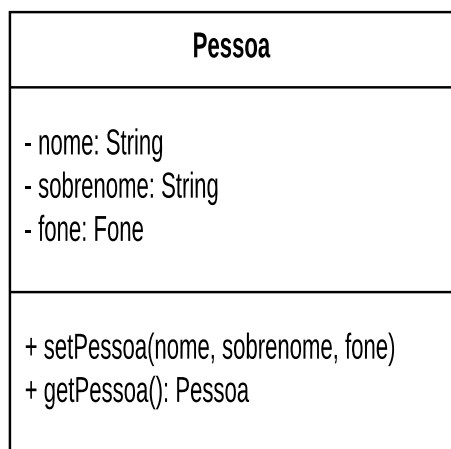 Pessoa
- nome: String
- sobrenome: String
- fone: Fone
+ setPessoa(nome, sobrenome, fone)
+ getPessoa(): Pessoa